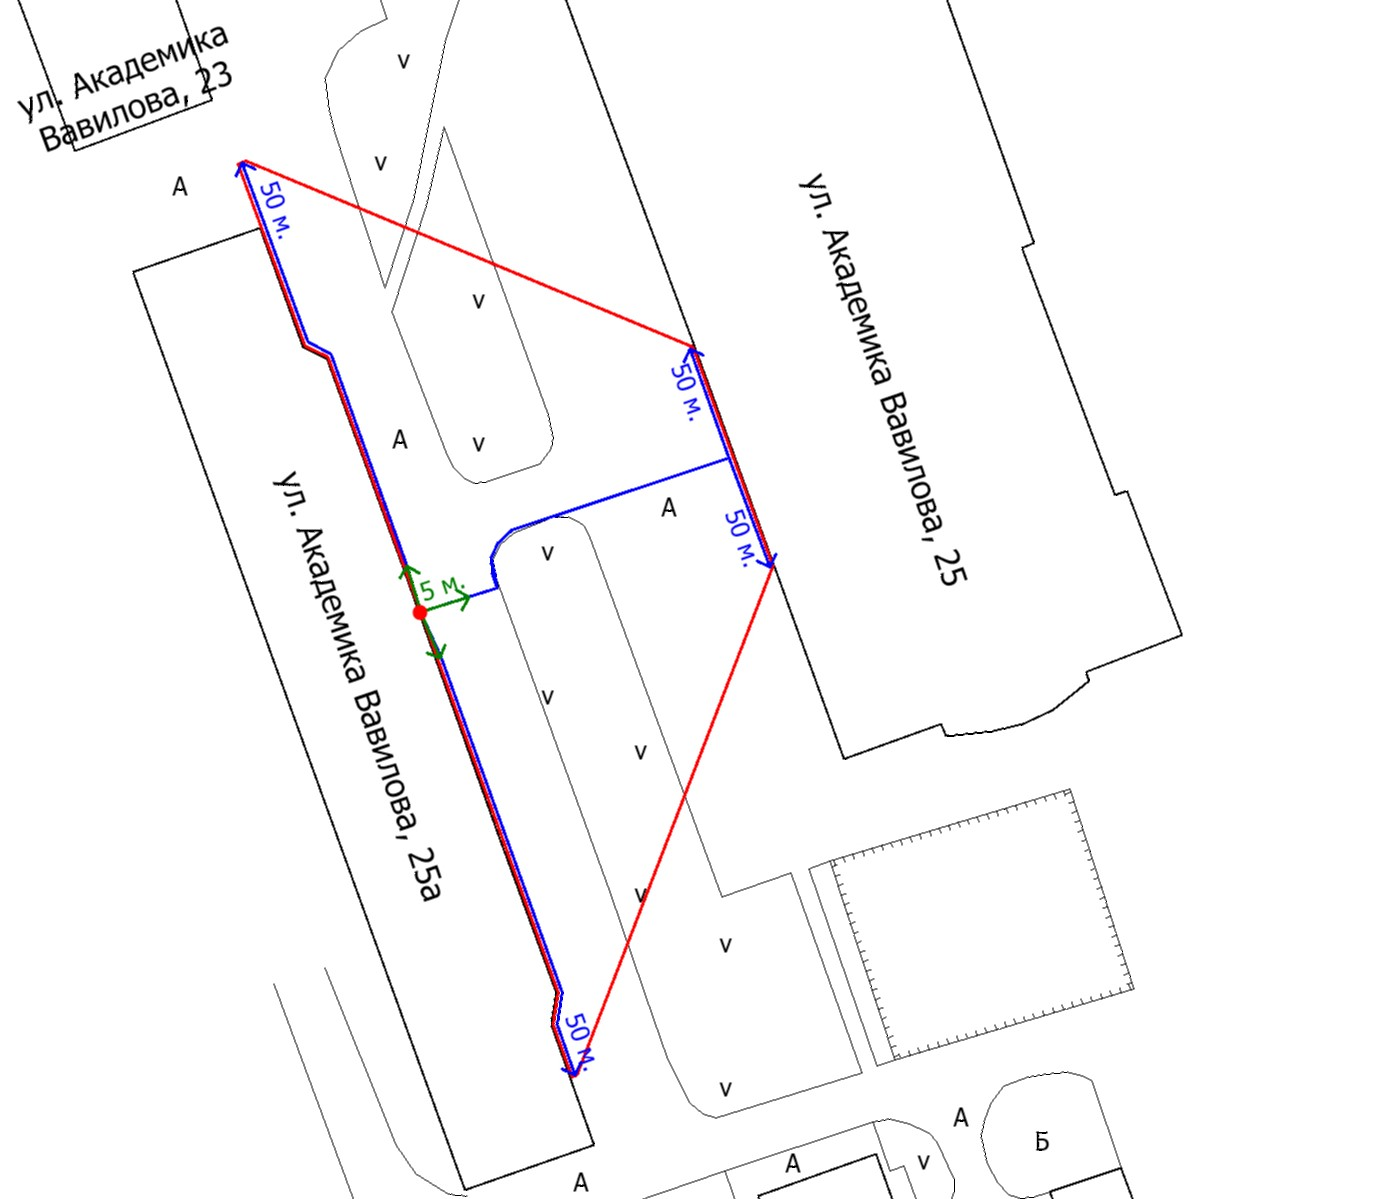 ул. Академика
Вавилова, 23
v
v
А
50 м.
ул. Академика Вавилова, 25
v
50 м.
А
v
ул. Академика Вавилова, 25а
А
50 м.
v
5 м.
v
v
v
v
50 м.
v
А
Б
А
v
А